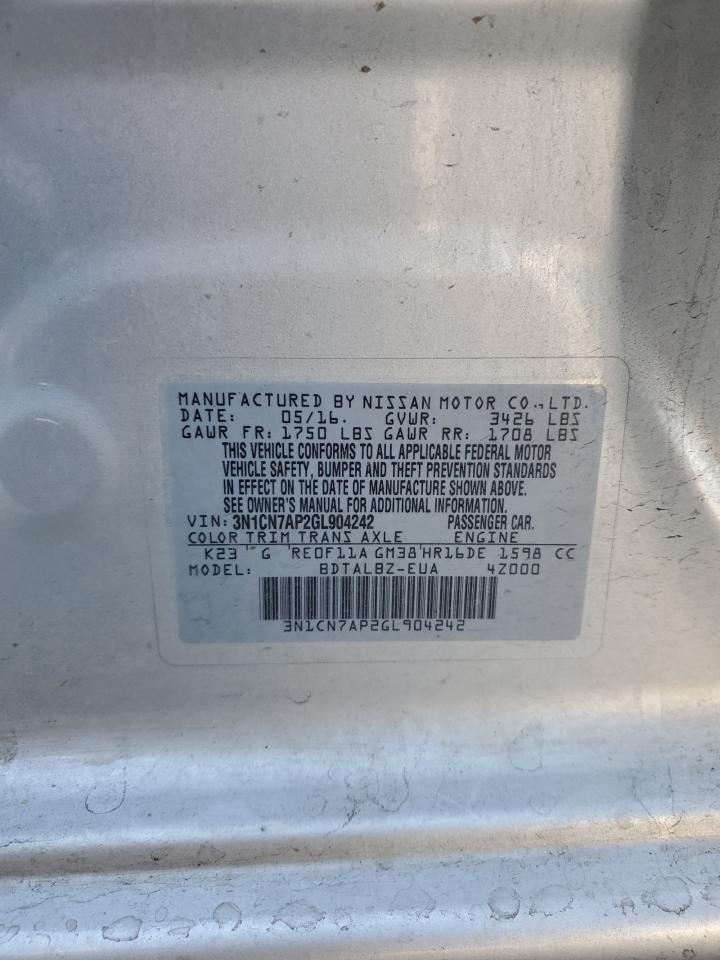 MANUFACTURED BY NISSAN MOTOR CO.,LTD.
DATE: 05/16. GVWR: 3426 LBS
GAWR FR: 1750 LBS GAWR RR: 1708 LBS
THIS VEHICLE CONFORMS TO ALL APPLICABLE FEDERAL MOTOR
VEHICLE SAFETY, BUMPER AND THEFT PREVENTION STANDARDS
IN EFFECT ON THE DATE OF MANUFACTURE SHOWN ABOVE.
SEE OWNER'S MANUAL FOR ADDITIONAL INFORMATION.
VIN: 3N1CN7AP2GL904242 PASSENGER CAR.
COLOR TRIM TRANS AXLE ENGINE
K23 G RE0F11A GM38 HR16DE 1598 CC
MODEL: BDTALBZ-EUA 4Z000
3N1CN7AP2GL904242